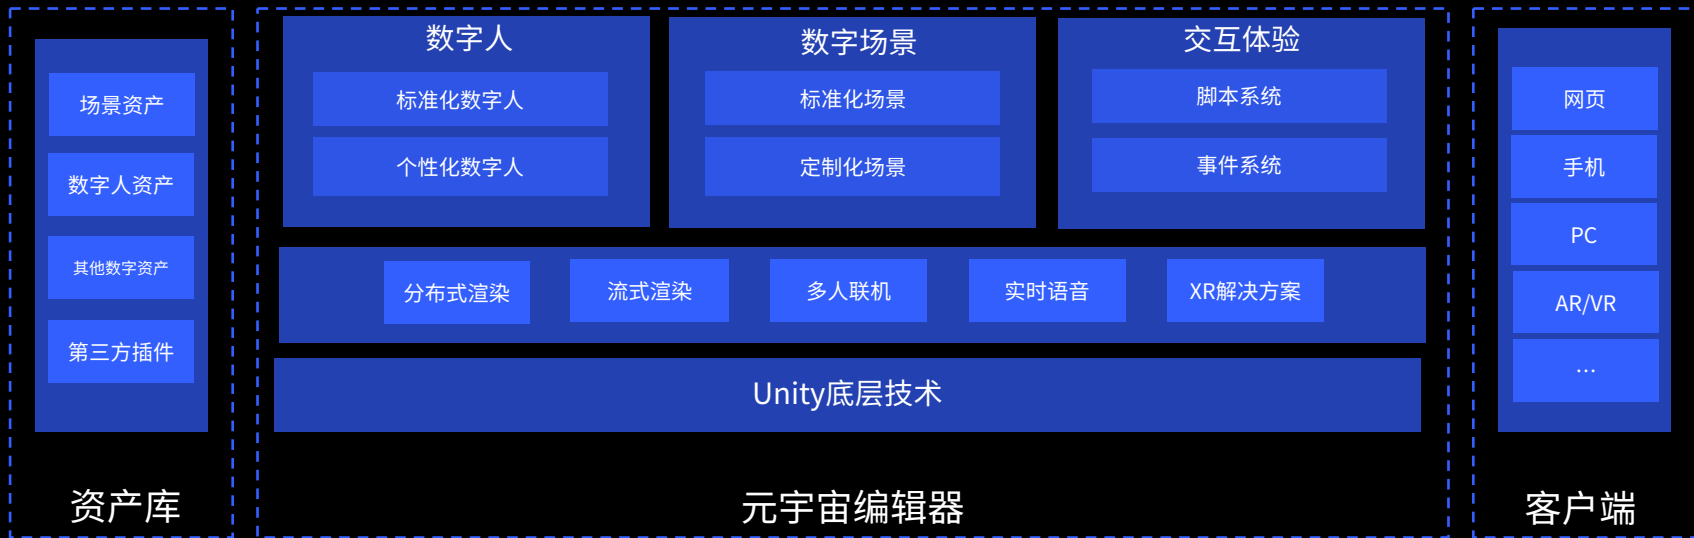 场景资产
数字人资产
其他数字资产
第三方插件
资产库
数字人
标准化数字人
个性化数字人
数字场景
标准化场景
定制化场景
交互体验
脚本系统
事件系统
分布式渲染
流式渲染
多人联机
实时语音
XR解决方案
Unity底层技术
元宇宙编辑器
网页
手机
PC
AR/VR
...
客户端